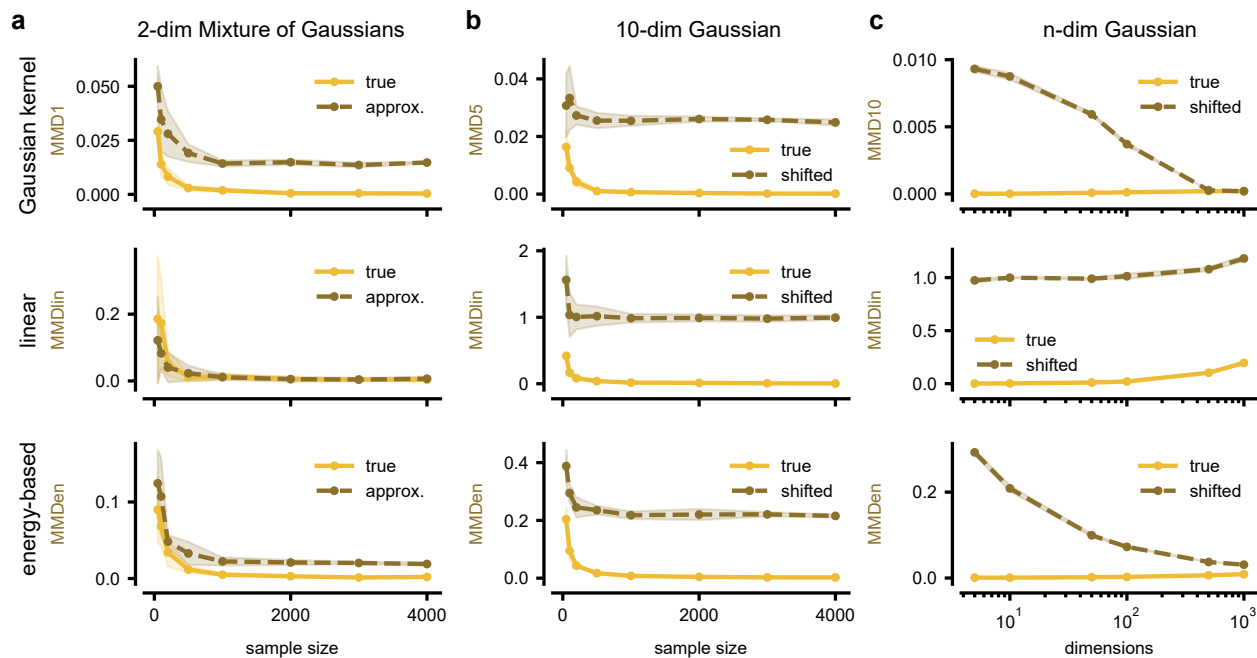 a
2-dim Mixture of Gaussians
b
10-dim Gaussian
c
n-dim Gaussian
Gaussian kernel
MMD1
0.050
0.025
0.000
true
approx.
MMD5
0.04
0.02
0.00
true
shifted
MMD10
0.010
0.005
0.000
true
shifted
linear
MMDlin
0.2
0.0
true
approx.
MMDlin
2
1
0
true
shifted
MMDlin
1.0
0.5
0.0
true
shifted
energy-based
MMDen
0.1
0.0
true
approx.
0 2000 4000
sample size
MMDen
0.4
0.2
0.0
true
shifted
0 2000 4000
sample size
MMDen
0.2
0.0
true
shifted
10¹ 10² 10³
dimensions